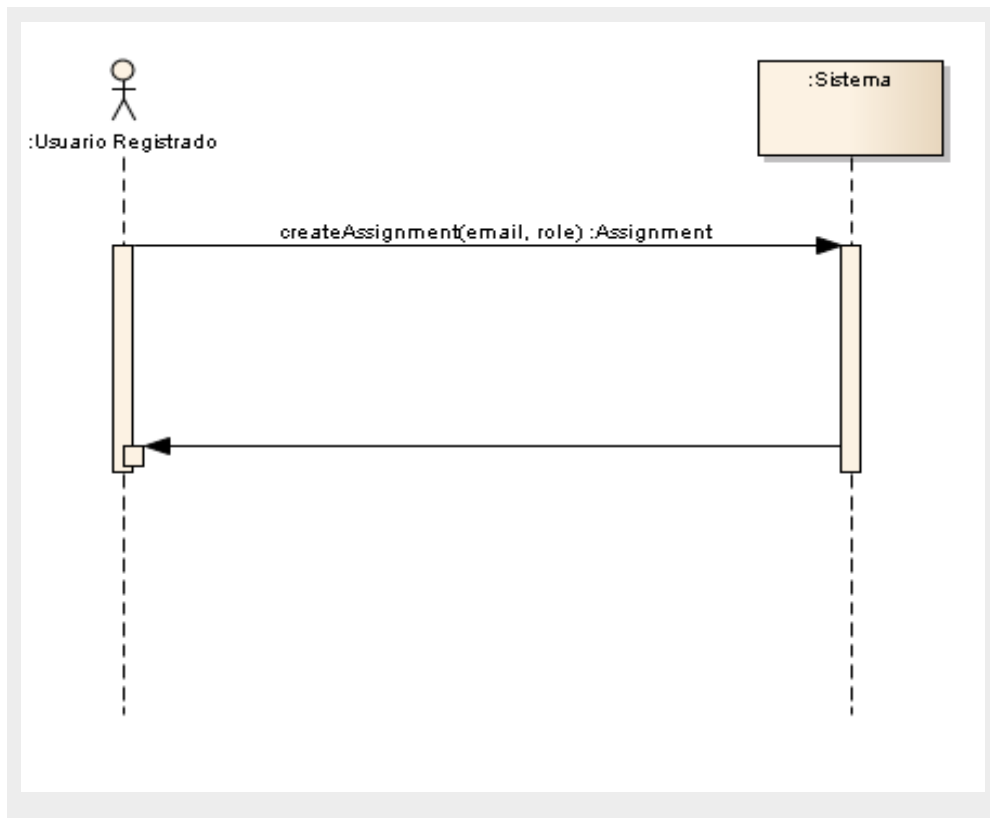 :Usuario Registrado
:Sistema
createAssignment(email, role) :Assignment